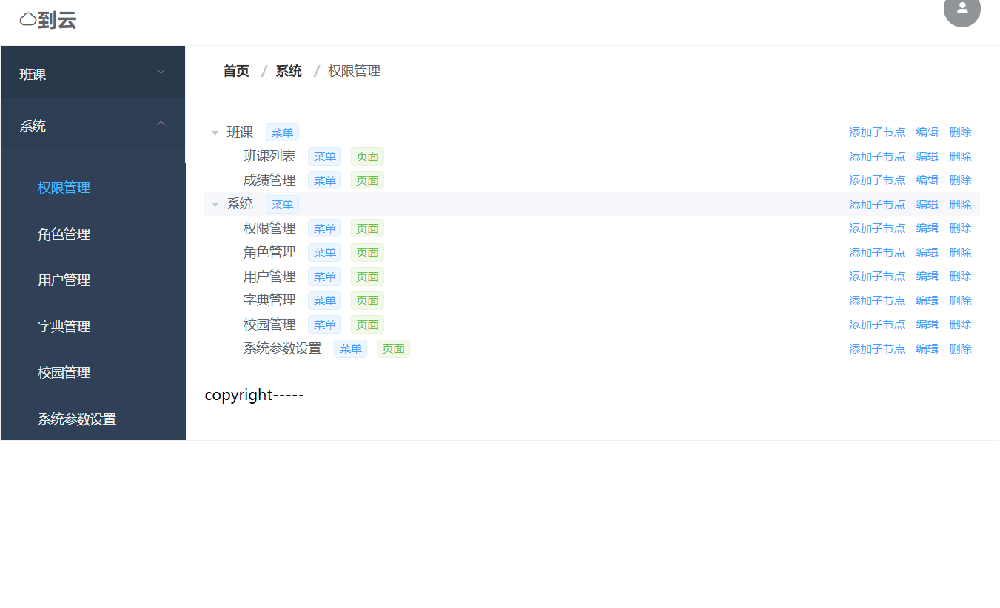 到云
班课
系统
权限管理
角色管理
用户管理
字典管理
校园管理
系统参数设置
首页 / 系统 / 权限管理
班课 菜单 添加子节点 编辑 删除
班课列表 菜单 页面 添加子节点 编辑 删除
成绩管理 菜单 页面 添加子节点 编辑 删除
系统 菜单 添加子节点 编辑 删除
权限管理 菜单 页面 添加子节点 编辑 删除
角色管理 菜单 页面 添加子节点 编辑 删除
用户管理 菜单 页面 添加子节点 编辑 删除
字典管理 菜单 页面 添加子节点 编辑 删除
校园管理 菜单 页面 添加子节点 编辑 删除
系统参数设置 菜单 页面 添加子节点 编辑 删除
copyright-----